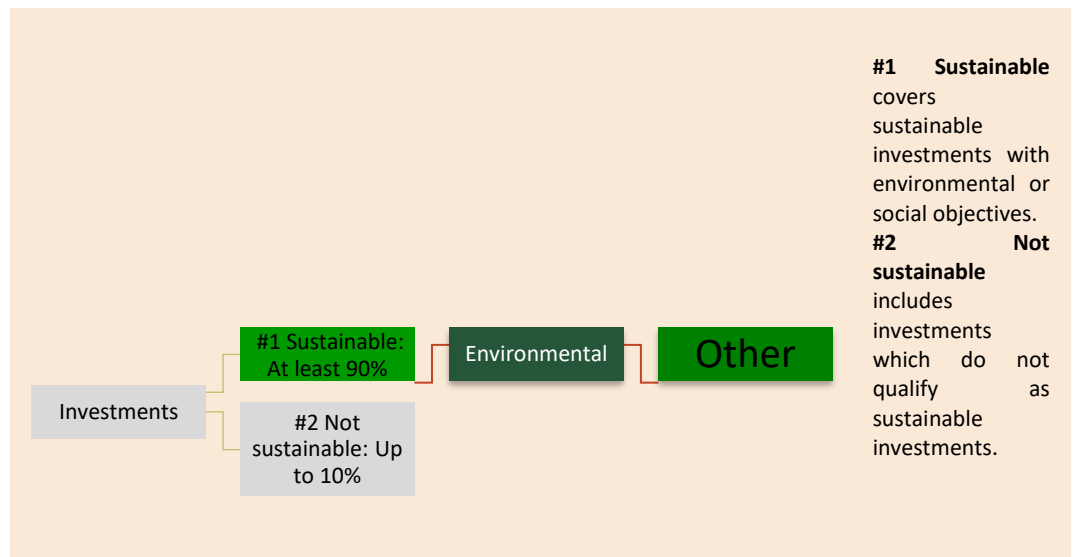 #1 Sustainable
covers
sustainable
investments with
environmental or
social objectives.
#2 Not
sustainable
includes
investments
which do not
qualify as
sustainable
investments.
Investments
#1 Sustainable:
At least 90%
#2 Not
sustainable: Up
to 10%
Environmental
Other